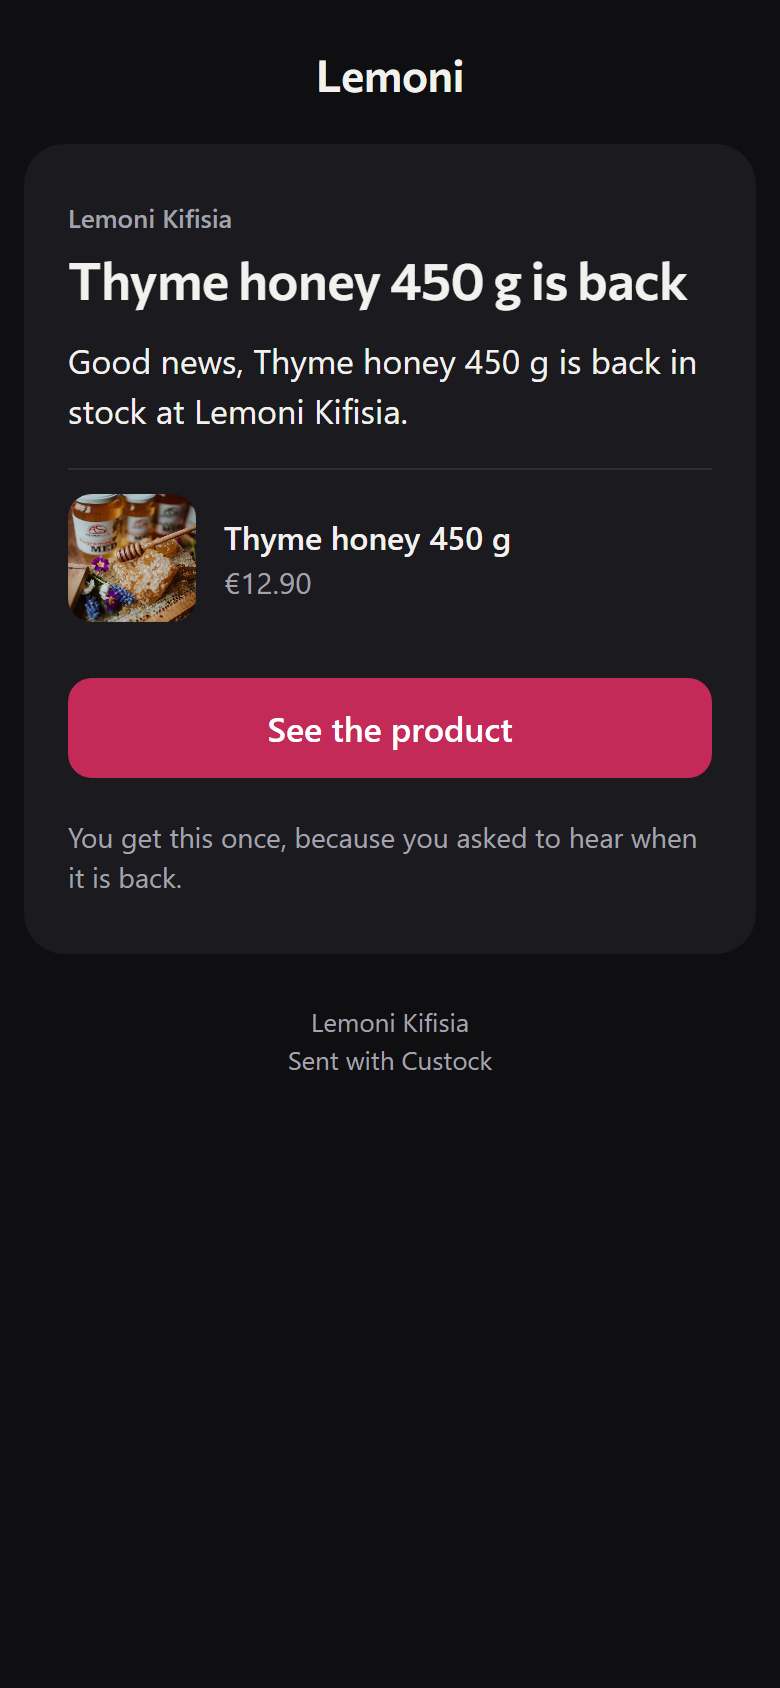 Lemoni
Lemoni Kifisia
Thyme honey 450 g is back
Good news, Thyme honey 450 g is back in
stock at Lemoni Kifisia.
MED
Thyme honey 450 g
€12.90
See the product
You get this once, because you asked to hear when
it is back.
Lemoni Kifisia
Sent with Custock